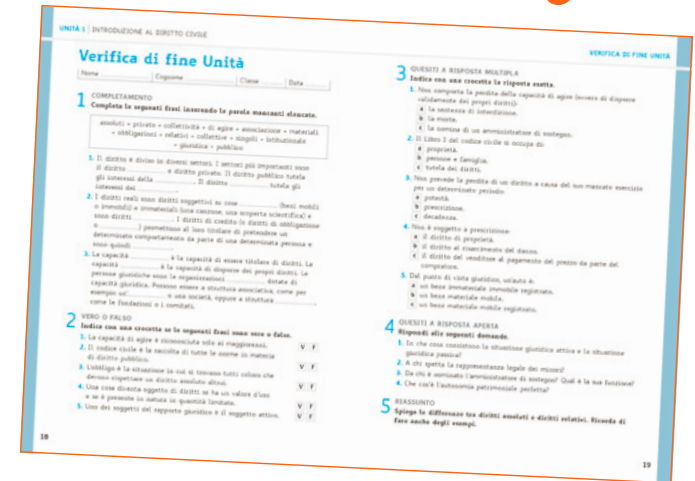 UNITÀ 1 | INTRODUZIONE AL DIRITTO CIVILE
Verifica di fine Unità
Nome Cognome Classe Data
1 COMPLETAMENTO
Completa le seguenti frasi inserendo le parole mancanti elencate.
assoluti • privato • collettività • di agire • associazione • materiali
• obbligazioni • relativi • collettive • singoli • istituzionale
• giuridica • pubblico
1. Il diritto è diviso in diversi settori. I settori più importanti sono
il diritto .......... e diritto privato. Il diritto pubblico tutela
gli interessi della .......... Il diritto .......... tutela gli
interessi dei ..........
2. I diritti reali sono diritti soggettivi su cose .......... (beni mobili
o immobili) e immateriali (una canzone, una scoperta scientifica) e
sono diritti .......... I diritti di credito (o diritti di obbligazione
o ..........) permettono al loro titolare di pretendere un
determinato comportamento da parte di una determinata persona e
sono quindi ..........
3. La capacità .......... è la capacità di essere titolare di diritti. La
capacità .......... è la capacità di disporre dei propri diritti. Le
persone giuridiche sono le organizzazioni .......... dotate di
capacità giuridica. Possono essere a struttura associativa, come per
esempio un' .......... o una società, oppure a struttura ..........,
come le fondazioni o i comitati.
2 VERO O FALSO
Indica con una crocetta se le seguenti frasi sono vere o false.
1. La capacità di agire è riconosciuta solo ai maggiorenni. V F
2. Il codice civile è la raccolta di tutte le norme in materia
di diritto pubblico. V F
3. L'obbligo è la situazione in cui si trovano tutti coloro che
devono rispettare un diritto assoluto altrui. V F
4. Una cosa diventa oggetto di diritti se ha un valore d'uso
e se è presente in natura in quantità limitate. V F
5. Uno dei soggetti del rapporto giuridico è il soggetto attivo. V F
18
VERIFICA DI FINE UNITÀ
3 QUESITI A RISPOSTA MULTIPLA
Indica con una crocetta la risposta esatta.
1. Non comporta la perdita della capacità di agire (ovvero di disporre
validamente dei propri diritti):
a la sentenza di interdizione.
b la morte.
c la nomina di un amministratore di sostegno.
2. Il Libro I del codice civile si occupa di:
a proprietà.
b persone e famiglia.
c tutela dei diritti.
3. Non prevede la perdita di un diritto a causa del suo mancato esercizio
per un determinato periodo:
a potestà.
b prescrizione.
c decadenza.
4. Non è soggetto a prescrizione:
a il diritto di proprietà.
b il diritto al risarcimento del danno.
c il diritto del venditore al pagamento del prezzo da parte del
compratore.
5. Dal punto di vista giuridico, un'auto è:
a un bene immateriale immobile registrato.
b un bene materiale mobile.
c un bene materiale mobile registrato.
4 QUESITI A RISPOSTA APERTA
Rispondi alle seguenti domande.
1. In che cosa consistono la situazione giuridica attiva e la situazione
giuridica passiva?
2. A chi spetta la rappresentanza legale dei minori?
3. Da chi è nominato l'amministratore di sostegno? Qual è la sua funzione?
4. Che cos'è l'autonomia patrimoniale perfetta?
5 RIASSUNTO
Spiega la differenza tra diritti assoluti e diritti relativi. Ricorda di
fare anche degli esempi.
19